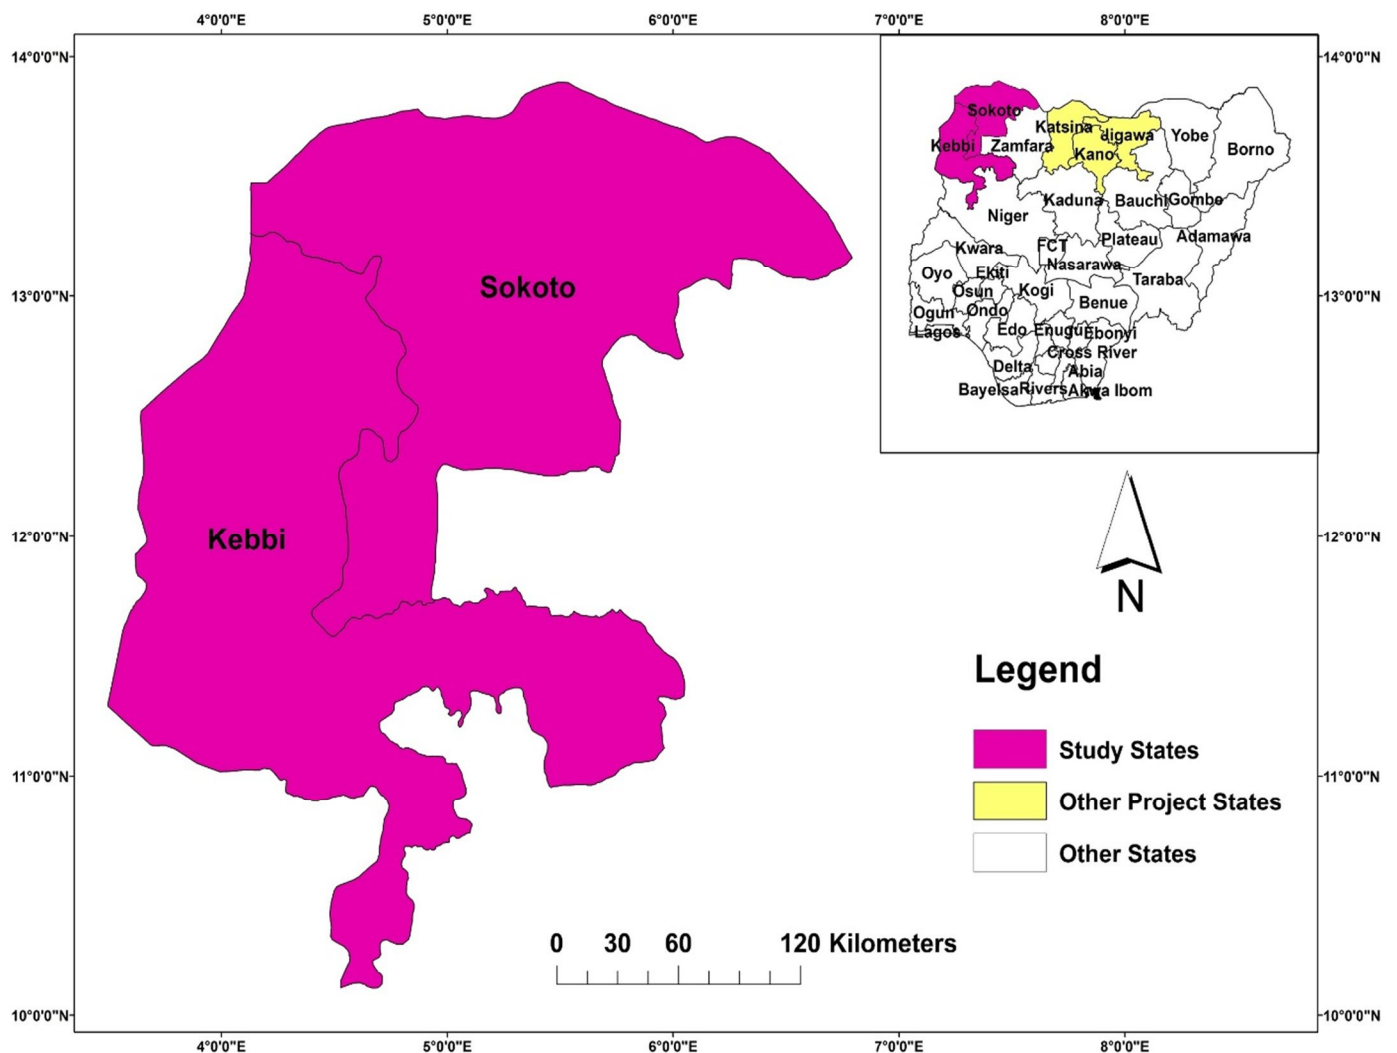 4°0'0"E 5°0'0"E 6°0'0"E 7°0'0"E 8°0'0"E
14°0'0"N 14°0'0"N
Sokoto
Katsina
Jigawa
Yobe
Kebbi
Zamfara
Kano
Borno
Kaduna
Bauchi
Gombe
Niger
Adamawa
Plateau
Kwara
FCT
Nasarawa
Oyo
Ekiti
Taraba
Osun
Kogi
Benue
Ogun
Ondo
Lagos
Edo
Enugu
Ebonyi
Cross River
Delta
Abia
Bayelsa
Rivers
Akwa Ibom
Sokoto
13°0'0"N 13°0'0"N
Kebbi
12°0'0"N 12°0'0"N
N
Legend
Study States
Other Project States
Other States
11°0'0"N 11°0'0"N
0 30 60 120 Kilometers
10°0'0"N 10°0'0"N
4°0'0"E 5°0'0"E 6°0'0"E 7°0'0"E 8°0'0"E